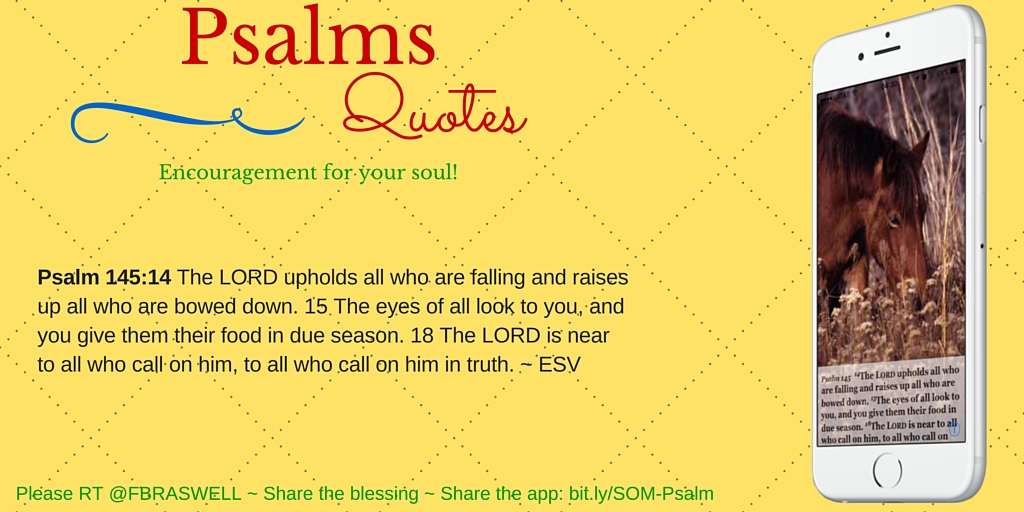 Psalms
Quotes
Encouragement for your soul!
Psalm 145:14 The LORD upholds all who are falling and raises
up all who are bowed down. 15 The eyes of all look to you, and
you give them their food in due season. 18 The LORD is near
to all who call on him, to all who call on him in truth. ~ ESV
Please RT @FBRASWELL ~ Share the blessing ~ Share the app: bit.ly/SOM-Psalm
Psalm 145 ¹⁴The LORD upholds all who
are falling and raises up all who are
bowed down. ¹⁵The eyes of all look to
you, and you give them their food in
due season. ¹⁸The LORD is near to all
who call on him, to all who call on